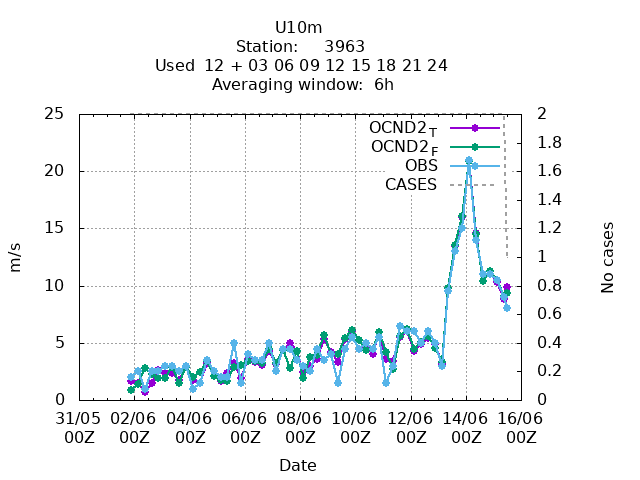 U10m
Station: 3963
Used 12 + 03 06 09 12 15 18 21 24
Averaging window: 6h
25 2
OCND2 T
1.8
OCND2 F
20 OBS 1.6
CASES 1.4
15 1.2
m/s 1 No cases
10 0.8
0.6
5 0.4
0.2
0 0
31/05 02/06 04/06 06/06 08/06 10/06 12/06 14/06 16/06
00Z 00Z 00Z 00Z 00Z 00Z 00Z 00Z 00Z
Date